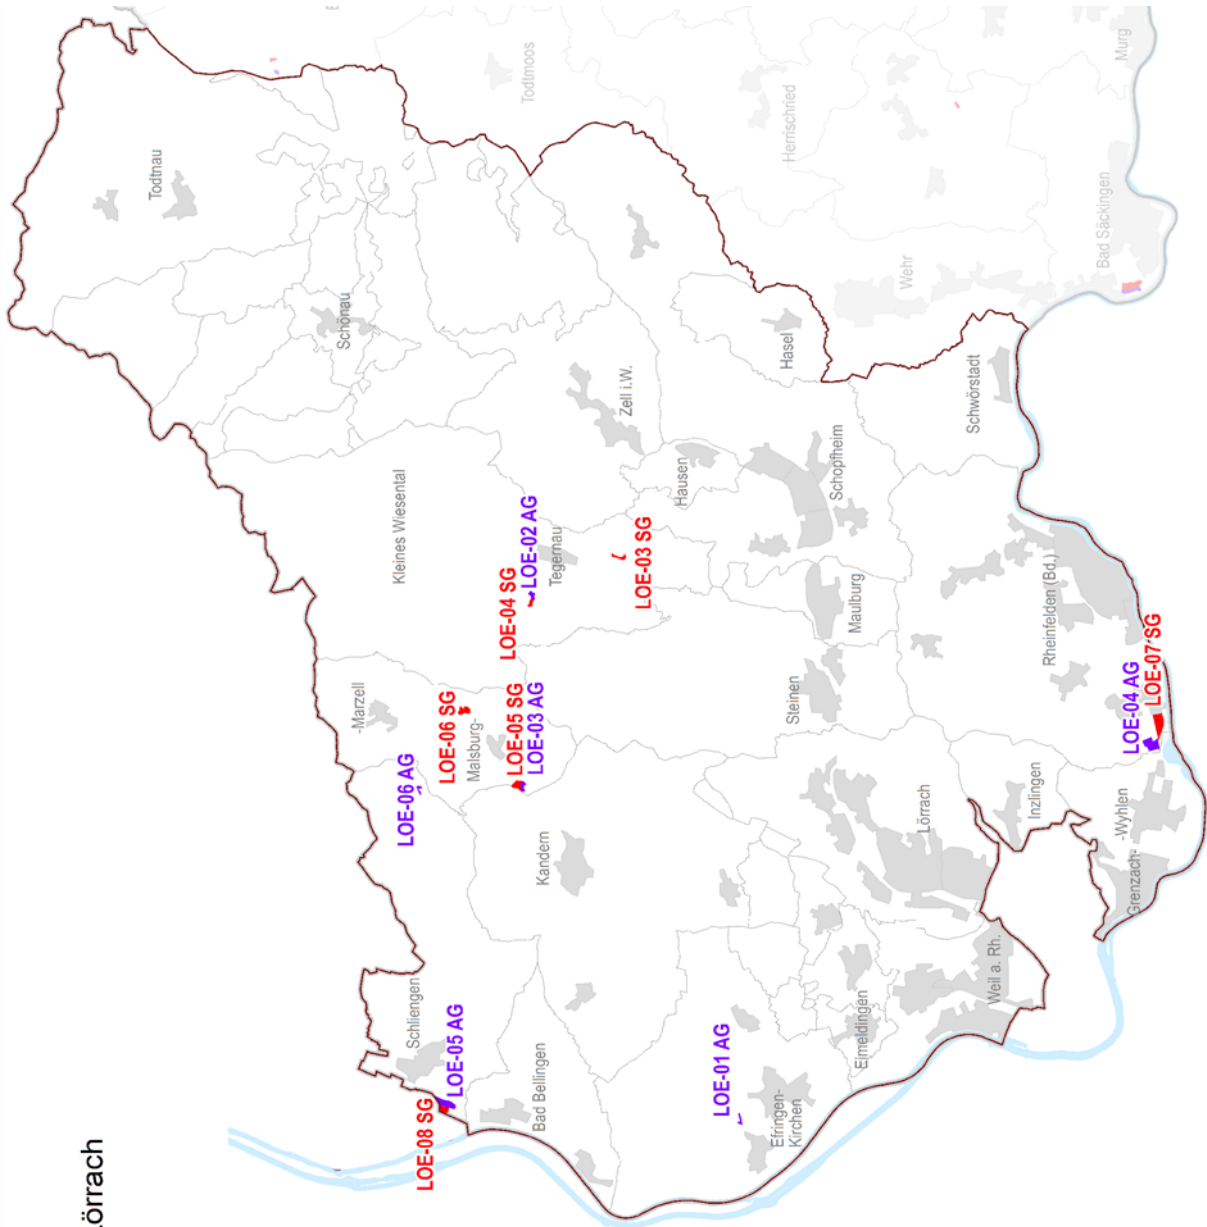 örrach
Todtnau
Schönau
-Marzell
Kleines Wiesental
LOE-06 AG
Schliengen
LOE-08 SG
LOE-06 SG
Malsburg-
LOE-05 AG
LOE-04 SG
LOE-05 SG
LOE-03 AG
LOE-02 AG
Todtmoos
Bad Bellingen
Kandern
Tegernau
Zell i.W.
LOE-03 SG
Hausen
LOE-01 AG
Efringen-
Kirchen
Hasel
Herrischried
Steinen
Schopfheim
Maulburg
Eimeldingen
Wehr
Lörrach
Schwörstadt
Weil a. Rh.
Inzlingen
Rheinfelden (Bd.)
Bad Säckingen
Murg
Grenzach-
-Wyhlen
LOE-04 AG
LOE-07 SG